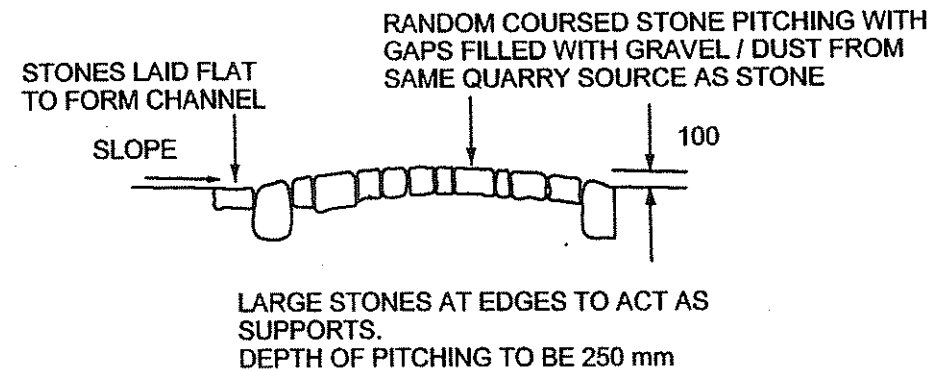 RANDOM COURSED STONE PITCHING WITH
GAPS FILLED WITH GRAVEL / DUST FROM
SAME QUARRY SOURCE AS STONE
STONES LAID FLAT
TO FORM CHANNEL
SLOPE
100
LARGE STONES AT EDGES TO ACT AS
SUPPORTS.
DEPTH OF PITCHING TO BE 250 mm